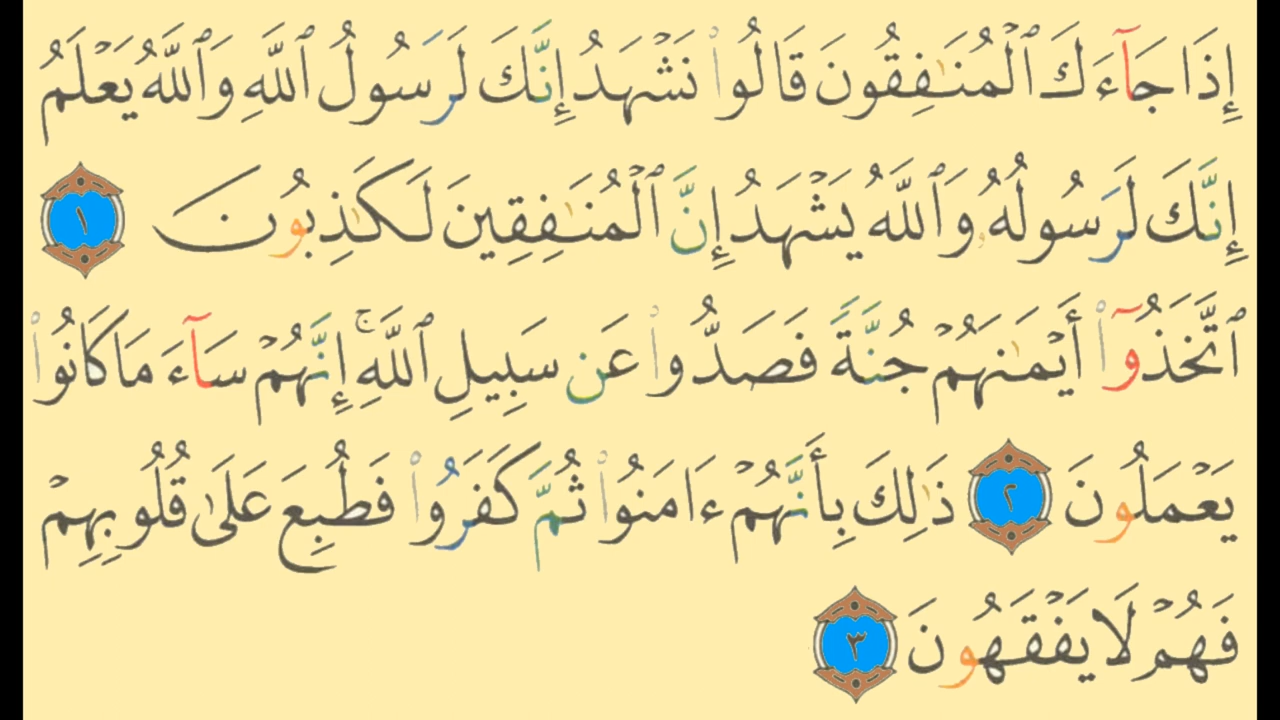 إِذَا جَآءَكَ ٱلْمُنَـٰفِقُونَ قَالُوا۟ نَشْهَدُ إِنَّكَ لَرَسُولُ ٱللَّهِ وَٱللَّهُ يَعْلَمُ
إِنَّكَ لَرَسُولُهُۥ وَٱللَّهُ يَشْهَدُ إِنَّ ٱلْمُنَـٰفِقِينَ لَكَـٰذِبُونَ ١
ٱتَّخَذُوٓا۟ أَيْمَـٰنَهُمْ جُنَّةً فَصَدُّوا۟ عَن سَبِيلِ ٱللَّهِ ۚ إِنَّهُمْ سَآءَ مَا كَانُوا۟
يَعْمَلُونَ ٢ ذَٰلِكَ بِأَنَّهُمْ ءَامَنُوا۟ ثُمَّ كَفَرُوا۟ فَطُبِعَ عَلَىٰ قُلُوبِهِمْ
فَهُمْ لَا يَفْقَهُونَ ٣